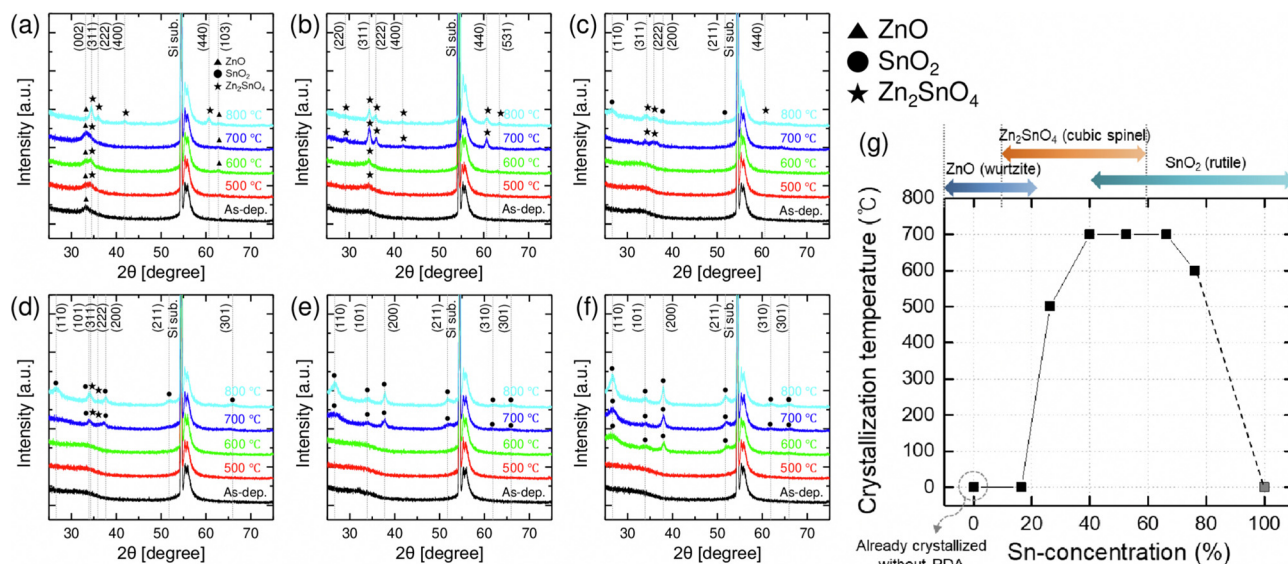 (a)
(002)
(311)
(222)
(400)
Si sub.
(440)
(103)
ZnO
SnO2
Zn2SnO4
800 ℃
700 ℃
600 ℃
500 ℃
As-dep.
Intensity [a.u.]
30 40 50 60 70
2θ [degree]
(b)
(220)
(311)
(222)
(400)
Si sub.
(440)
(531)
800 ℃
700 ℃
600 ℃
500 ℃
As-dep.
Intensity [a.u.]
30 40 50 60 70
2θ [degree]
(c)
(110)
(311)
(222)
(200)
(211)
Si sub.
(440)
800 ℃
700 ℃
600 ℃
500 ℃
As-dep.
Intensity [a.u.]
30 40 50 60 70
2θ [degree]
(d)
(110)
(101)
(311)
(222)
(200)
(211)
Si sub.
(301)
800 ℃
700 ℃
600 ℃
500 ℃
As-dep.
Intensity [a.u.]
30 40 50 60 70
2θ [degree]
(e)
(110)
(101)
(200)
(211)
Si sub.
(310)
(301)
800 ℃
700 ℃
600 ℃
500 ℃
As-dep.
Intensity [a.u.]
30 40 50 60 70
2θ [degree]
(f)
(110)
(101)
(200)
(211)
Si sub.
(310)
(301)
800 ℃
700 ℃
600 ℃
500 ℃
As-dep.
Intensity [a.u.]
30 40 50 60 70
2θ [degree]
ZnO
SnO2
Zn2SnO4
(g)
Zn2SnO4 (cubic spinel)
ZnO (wurtzite)
SnO2 (rutile)
Crystallization temperature (℃)
800
700
600
500
400
300
200
100
0
0 20 40 60 80 100
Sn-concentration (%)
Already crystallized
without